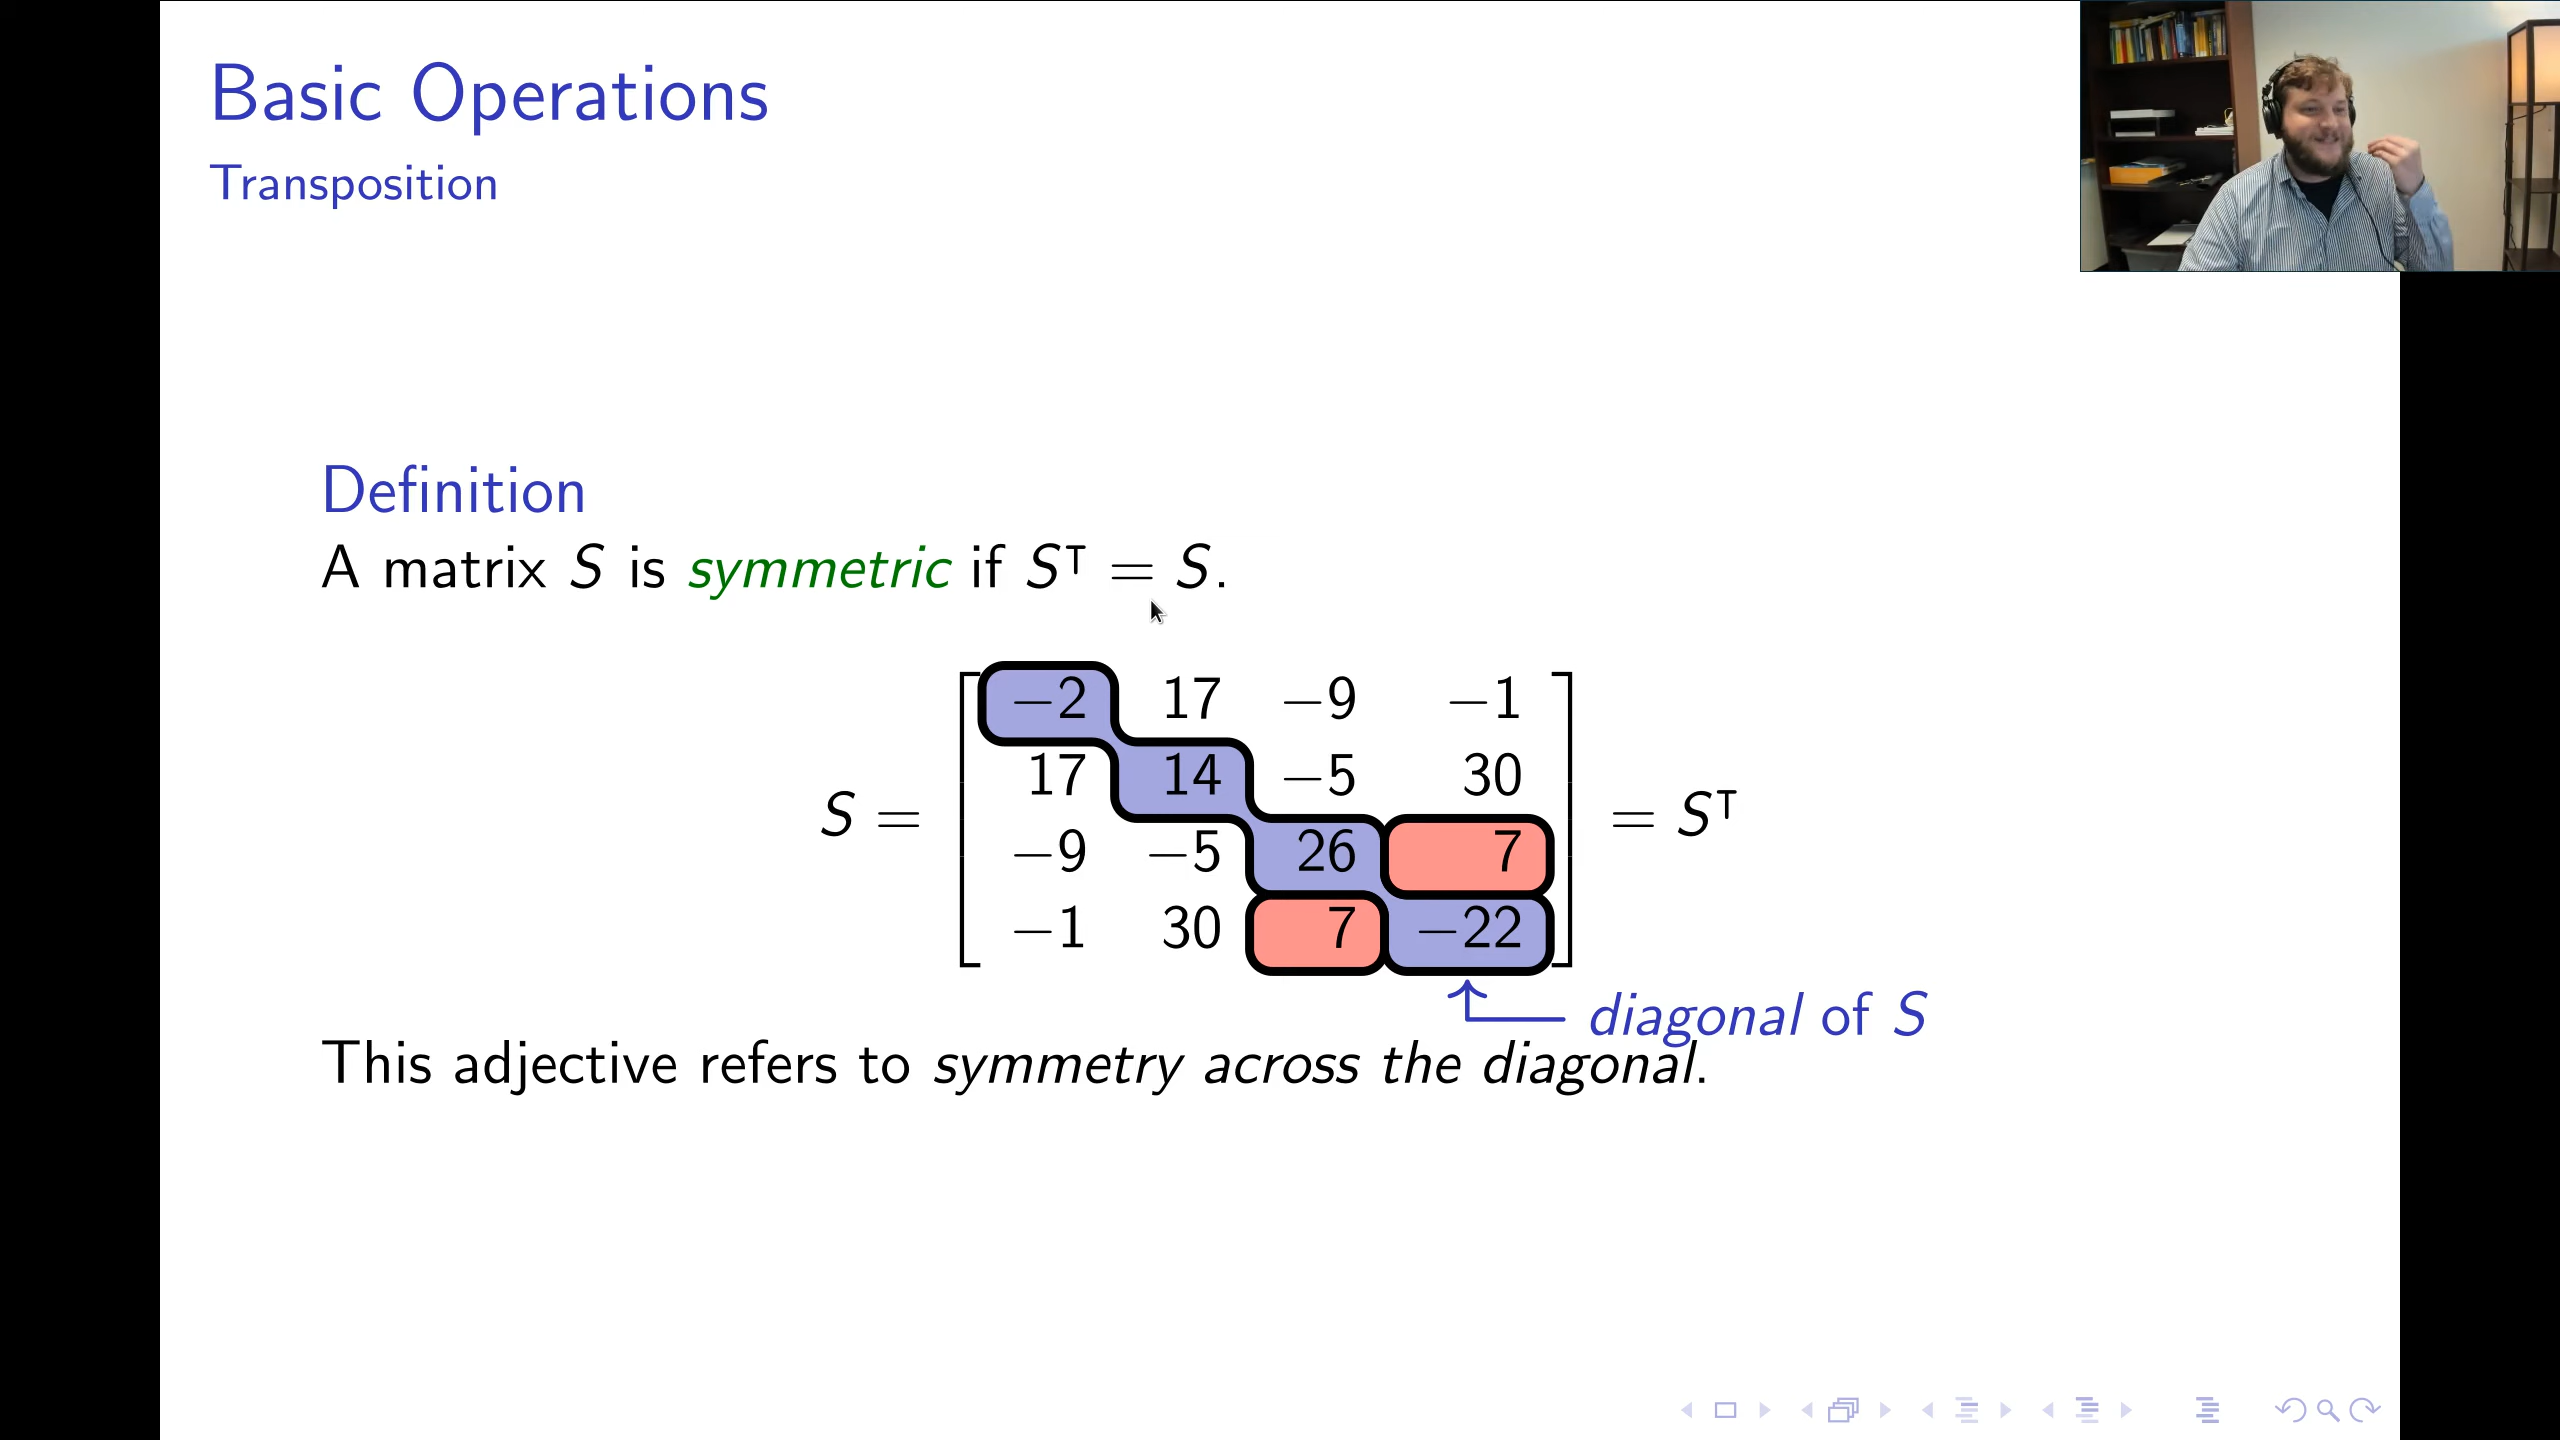 Basic Operations
Transposition
Definition
A matrix S is symmetric if Sᵀ = S.
−2 17 −9 −1
17 14 −5 30
S = = Sᵀ
−9 −5 26 7
−1 30 7 −22
diagonal of S
This adjective refers to symmetry across the diagonal.